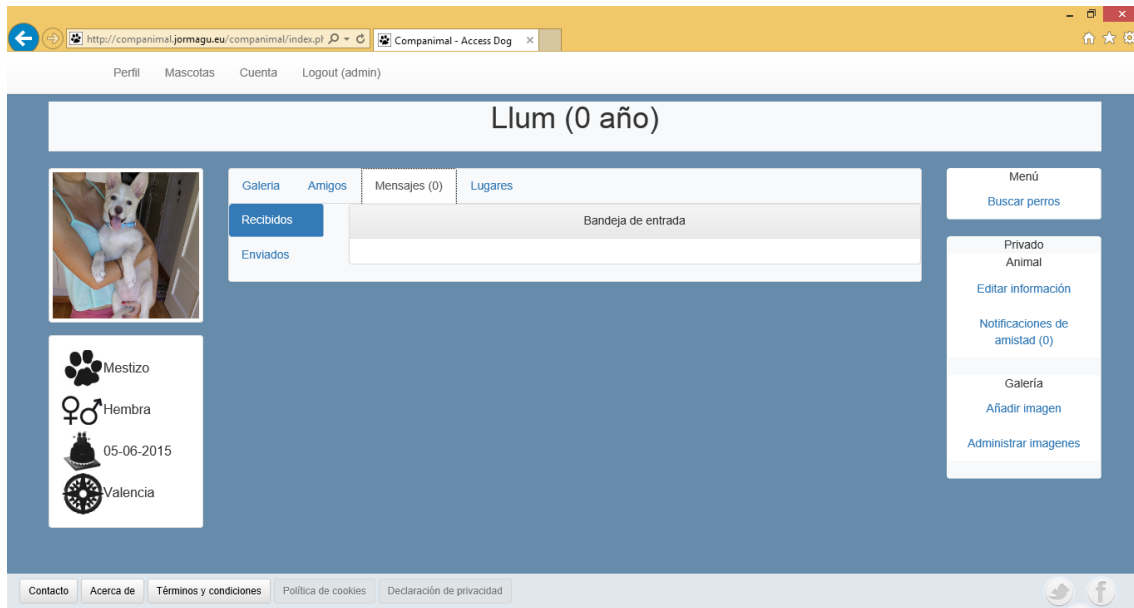 http://companimal.jormagu.eu/companimal/index.pl
Companimal - Access Dog
Perfil Mascotas Cuenta Logout (admin)
Llum (0 año)
Galeria Amigos Mensajes (0) Lugares
Recibidos
Enviados
Bandeja de entrada
Mestizo
Hembra
05-06-2015
Valencia
Menú
Buscar perros
Privado
Animal
Editar información
Notificaciones de
amistad (0)
Galería
Añadir imagen
Administrar imagenes
Contacto Acerca de Términos y condiciones Política de cookies Declaración de privacidad